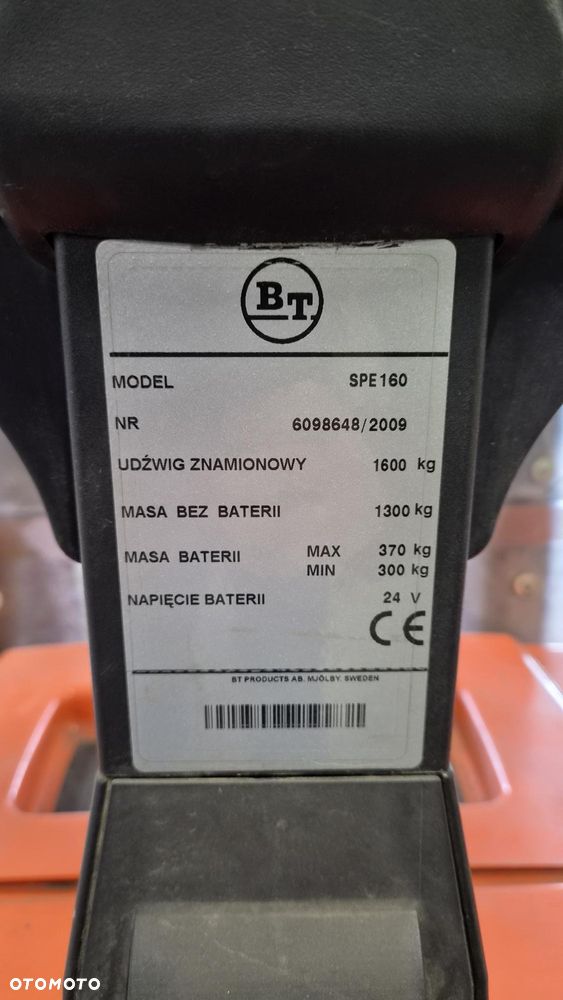 BT
MODEL SPE160
NR 6098648/2009
UDŹWIG ZNAMIONOWY 1600 kg
MASA BEZ BATERII 1300 kg
MASA BATERII MAX 370 kg
MIN 300 kg
NAPIĘCIE BATERII 24 V
CE
BT PRODUCTS AB. MJÖLBY. SWEDEN
OTOMOTO